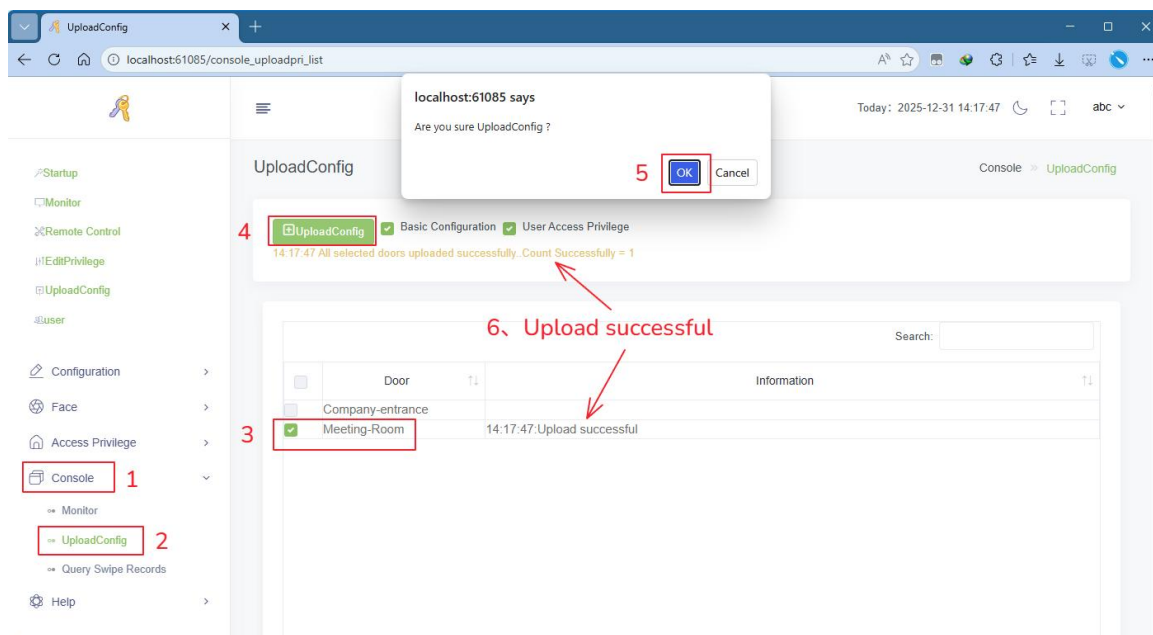 UploadConfig
localhost:61085/console_uploadpri_list
localhost:61085 says
Are you sure UploadConfig ?
5
OK
Cancel
Today: 2025-12-31 14:17:47
abc
Startup
Monitor
Remote Control
EditPrivilege
UploadConfig
user
Configuration
Face
Access Privilege
Console
1
Monitor
UploadConfig
2
Query Swipe Records
Help
UploadConfig
Console » UploadConfig
4
UploadConfig
Basic Configuration
User Access Privilege
14:17:47 All selected doors uploaded successfully..Count Successfully = 1
6、Upload successful
Search:
Door
Information
Company-entrance
3
Meeting-Room
14:17:47:Upload successful